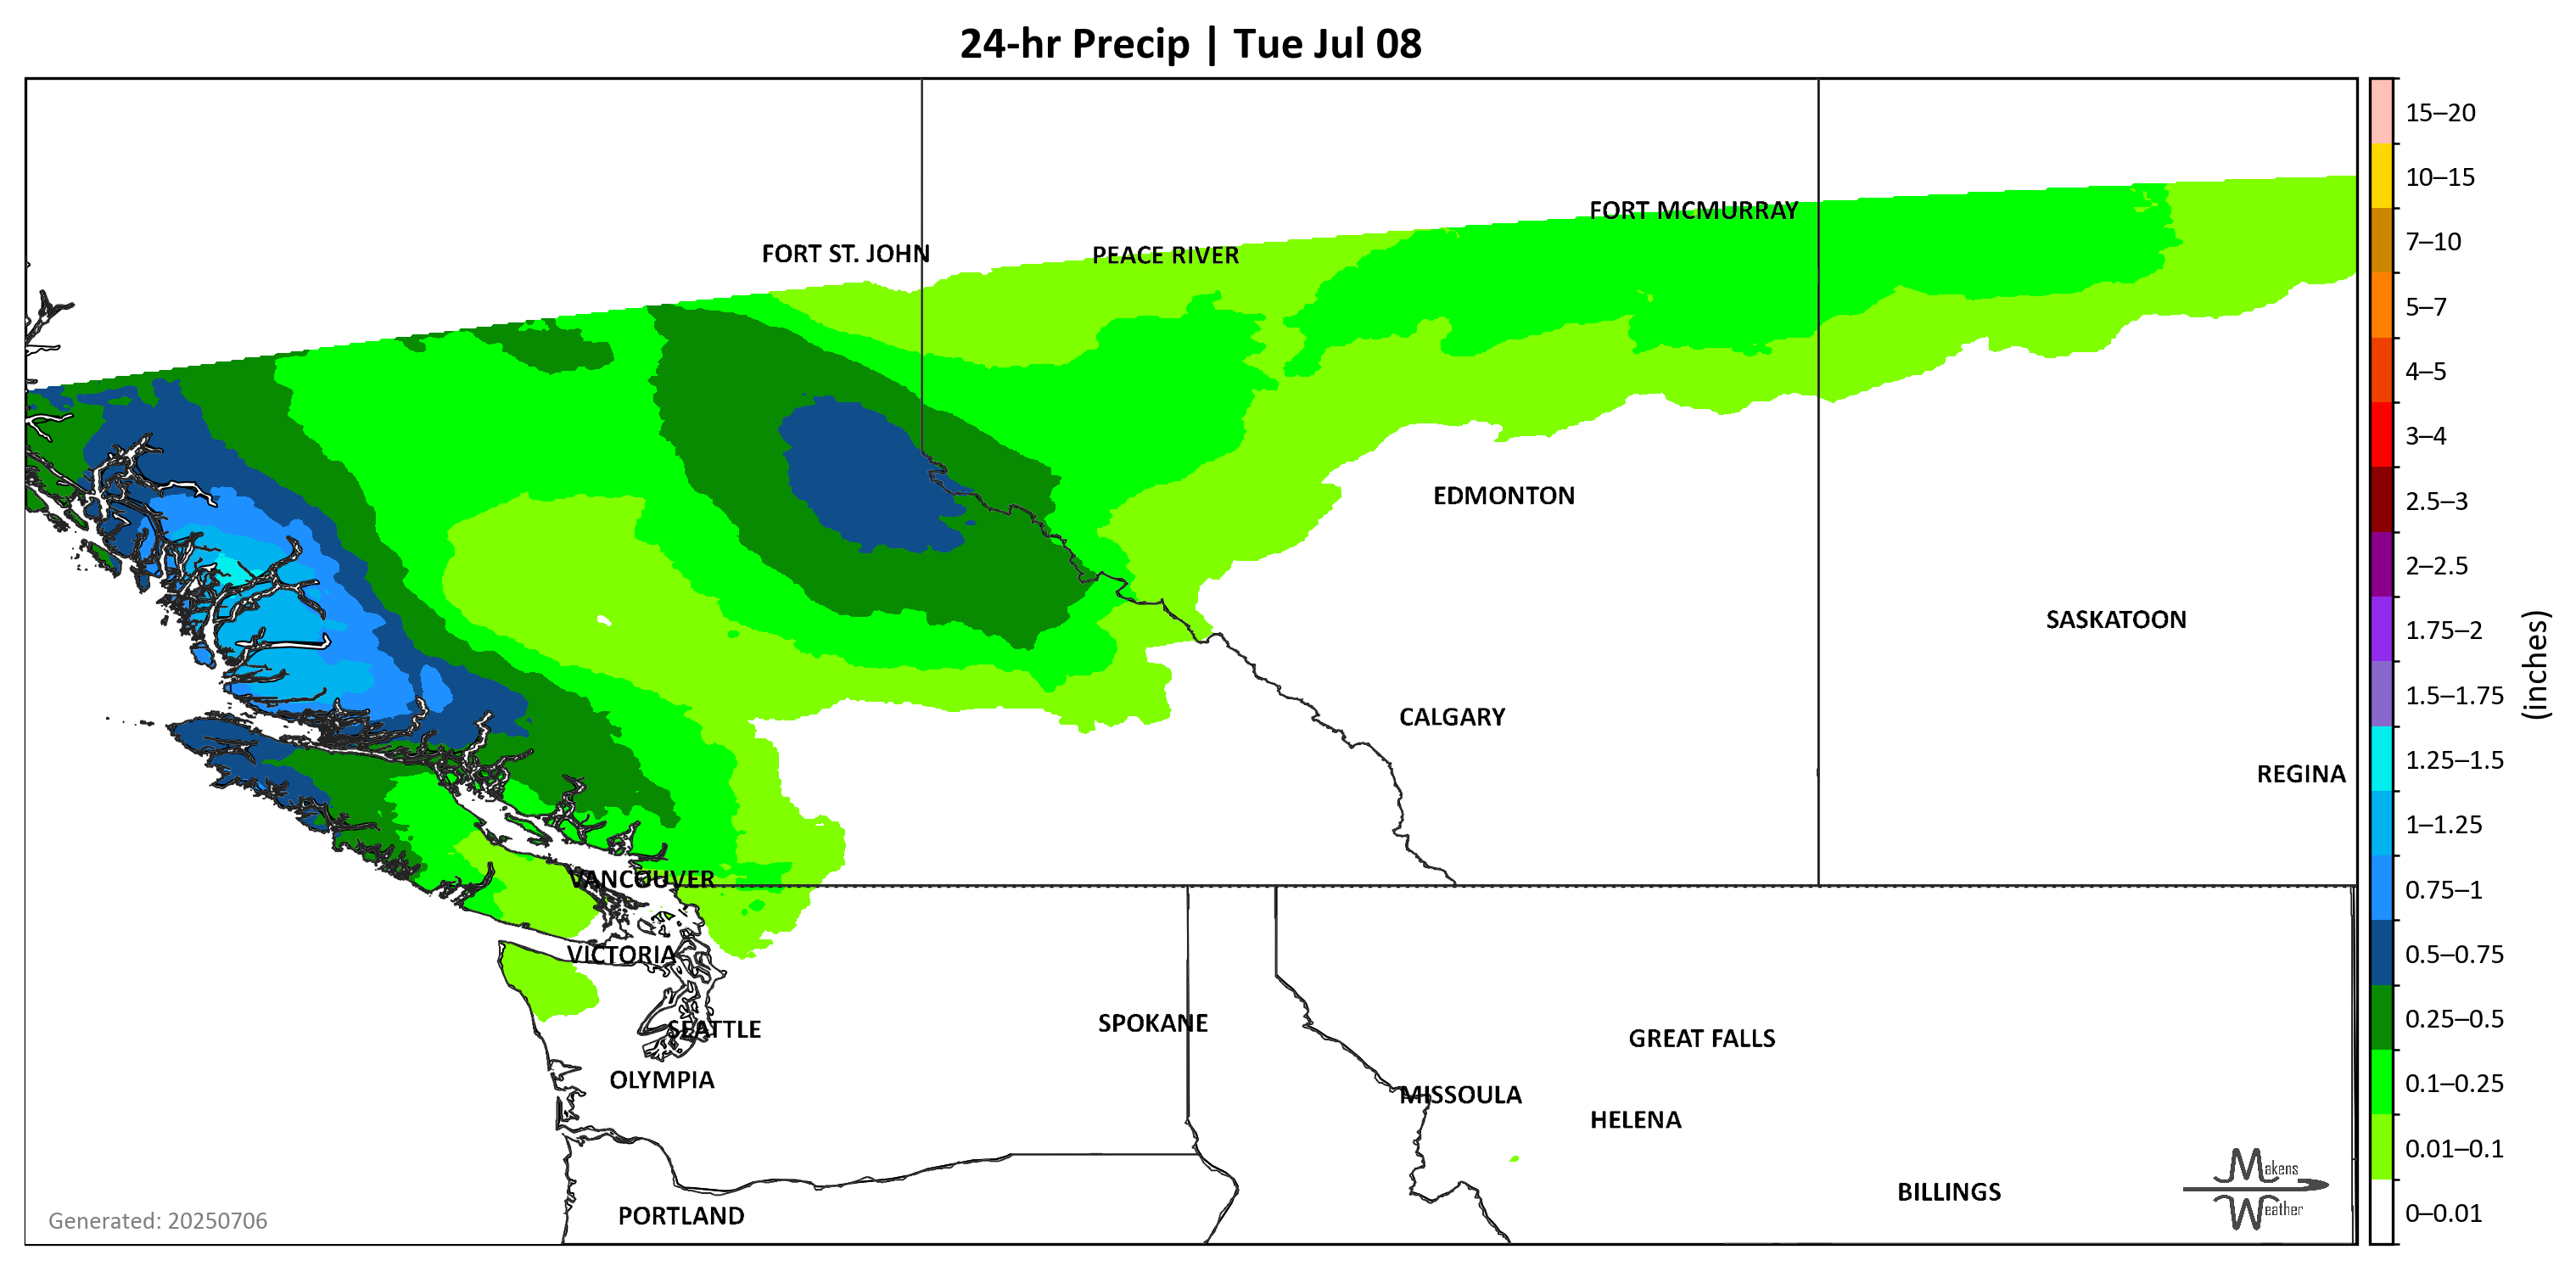 24-hr Precip | Tue Jul 08
15–20
10–15
FORT MCMURRAY
FORT ST. JOHN
PEACE RIVER
7–10
5–7
4–5
3–4
EDMONTON
2.5–3
2–2.5
SASKATOON
1.75–2
(inches)
1.5–1.75
CALGARY
1.25–1.5
REGINA
1–1.25
VANCOUVER
0.75–1
VICTORIA
0.5–0.75
SEATTLE
SPOKANE
GREAT FALLS
0.25–0.5
OLYMPIA
MISSOULA
HELENA
0.1–0.25
0.01–0.1
Makens
Weather
BILLINGS
PORTLAND
0–0.01
Generated: 20250706